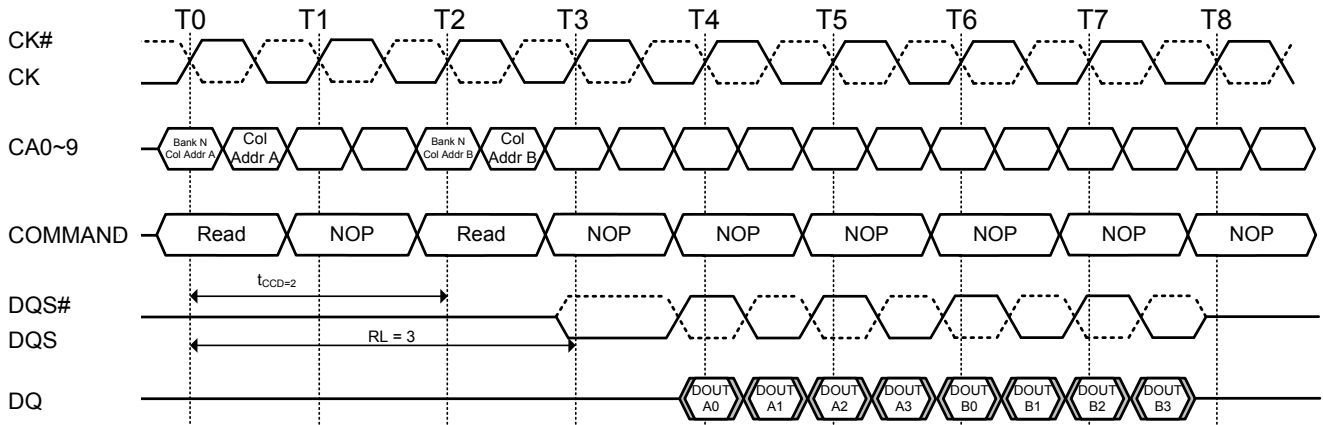 T0 T1 T2 T3 T4 T5 T6 T7 T8
CK#
CK
CA0~9
Bank N
Col Addr A
Col
Addr A
Bank N
Col Addr B
Col
Addr B
COMMAND Read NOP Read NOP NOP NOP NOP NOP NOP
tCCD=2
DQS#
DQS
RL = 3
DQ
DOUT
A0
DOUT
A1
DOUT
A2
DOUT
A3
DOUT
B0
DOUT
B1
DOUT
B2
DOUT
B3